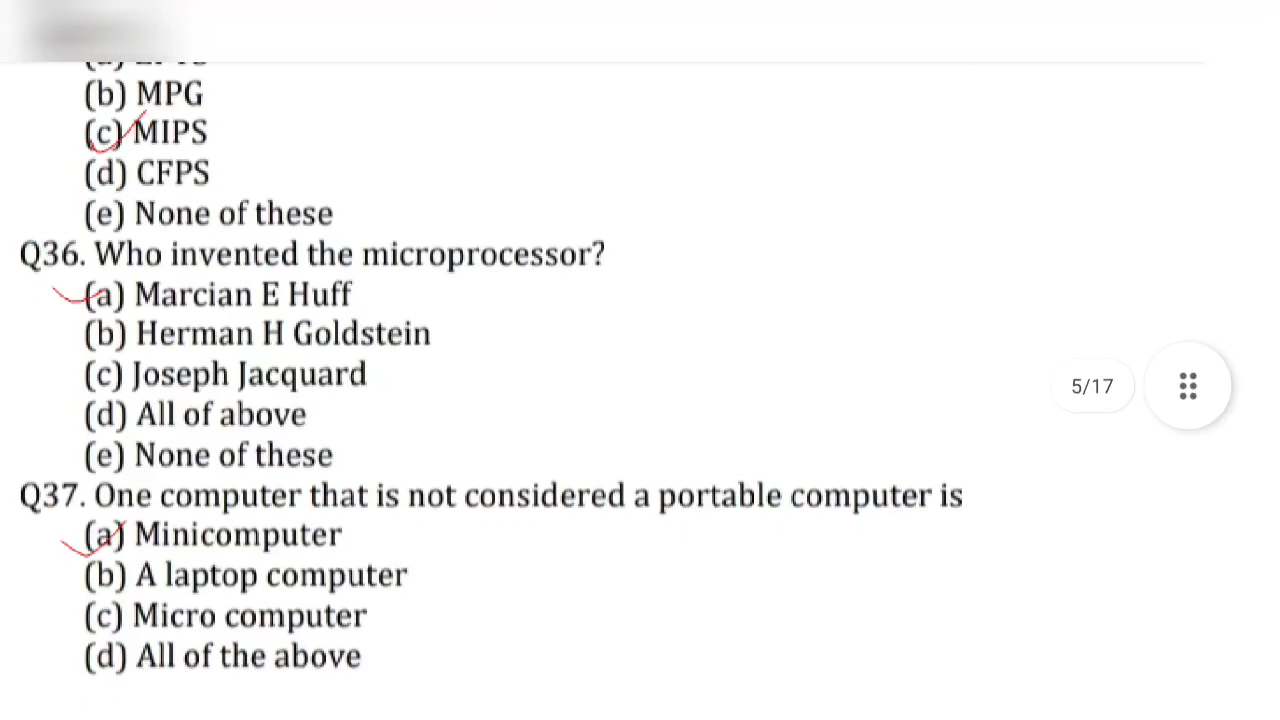 (b) MPG
(c) MIPS
(d) CFPS
(e) None of these
Q36. Who invented the microprocessor?
(a) Marcian E Huff
(b) Herman H Goldstein
(c) Joseph Jacquard
(d) All of above
(e) None of these
5/17
Q37. One computer that is not considered a portable computer is
(a) Minicomputer
(b) A laptop computer
(c) Micro computer
(d) All of the above